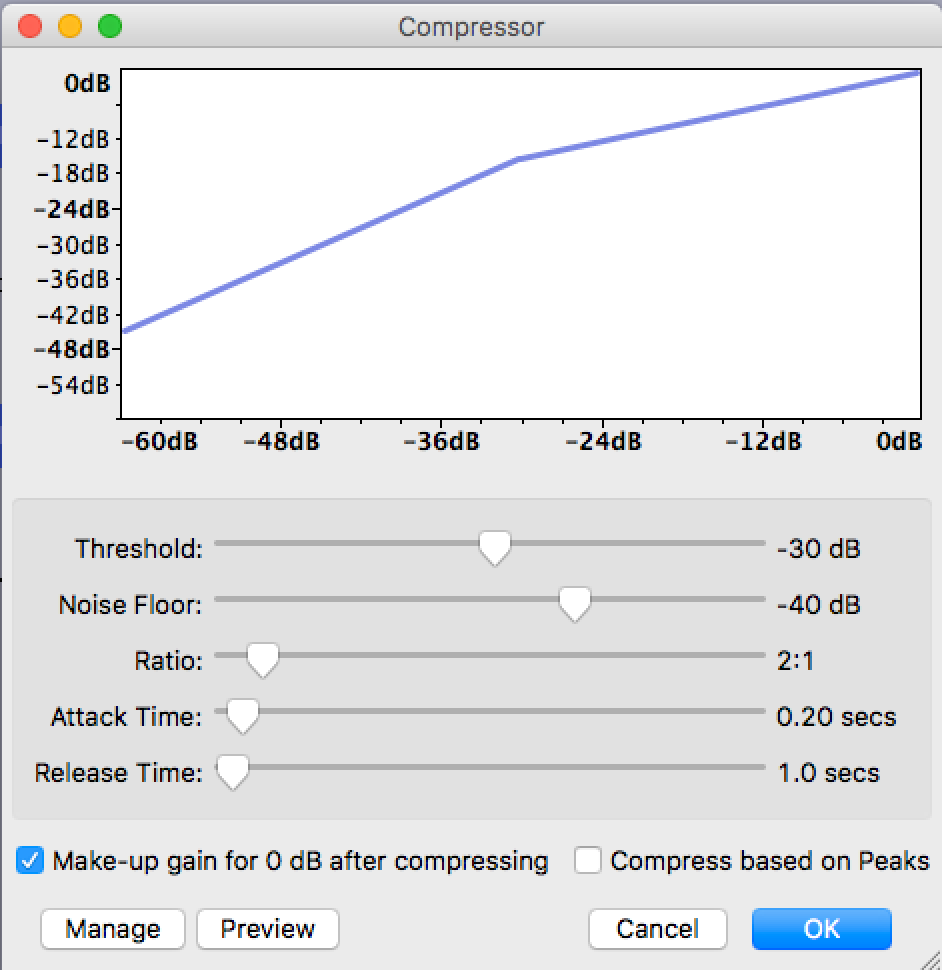 Compressor
0dB
-12dB
-18dB
-24dB
-30dB
-36dB
-42dB
-48dB
-54dB
-60dB -48dB -36dB -24dB -12dB 0dB
Threshold: -30 dB
Noise Floor: -40 dB
Ratio: 2:1
Attack Time: 0.20 secs
Release Time: 1.0 secs
Make-up gain for 0 dB after compressing Compress based on Peaks
Manage Preview Cancel OK